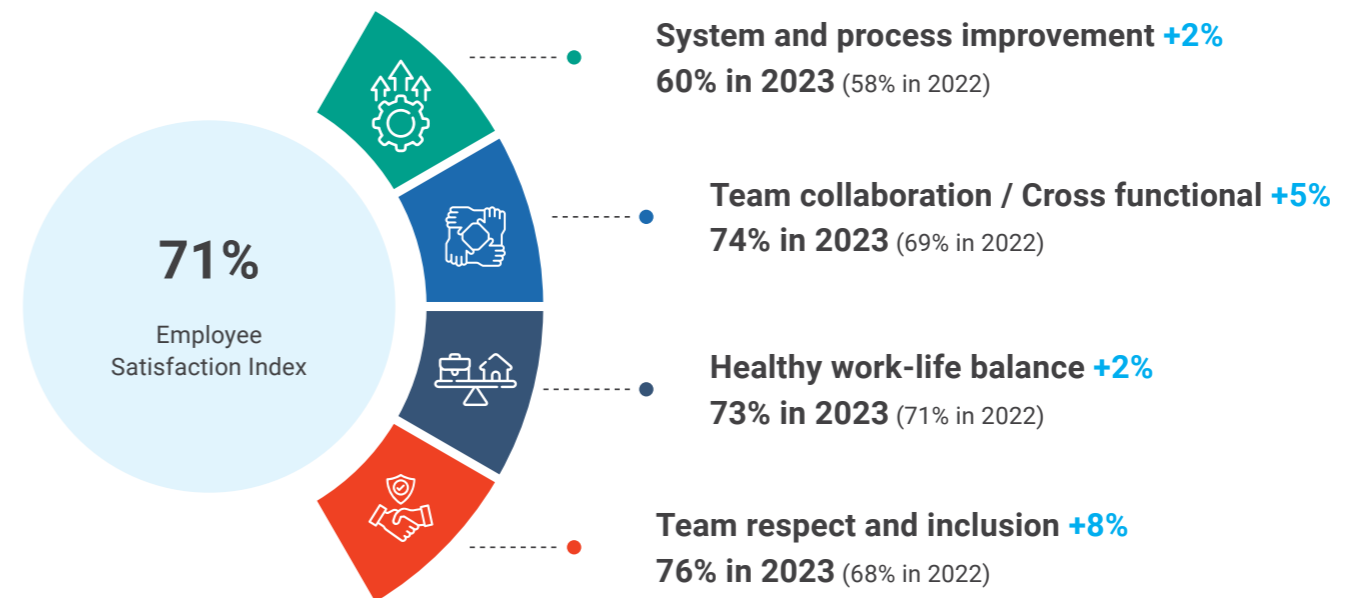 71%
Employee
Satisfaction Index
System and process improvement +2%
60% in 2023 (58% in 2022)
Team collaboration / Cross functional +5%
74% in 2023 (69% in 2022)
Healthy work-life balance +2%
73% in 2023 (71% in 2022)
Team respect and inclusion +8%
76% in 2023 (68% in 2022)